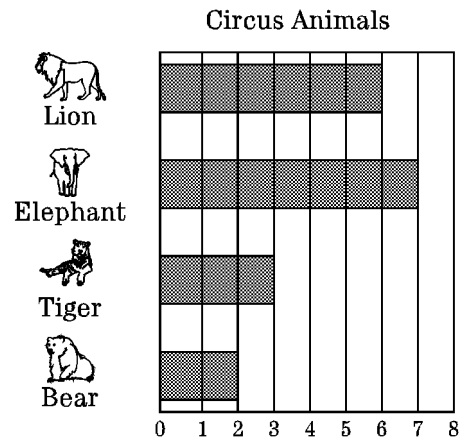 Circus Animals
Lion
Elephant
Tiger
Bear
0 1 2 3 4 5 6 7 8